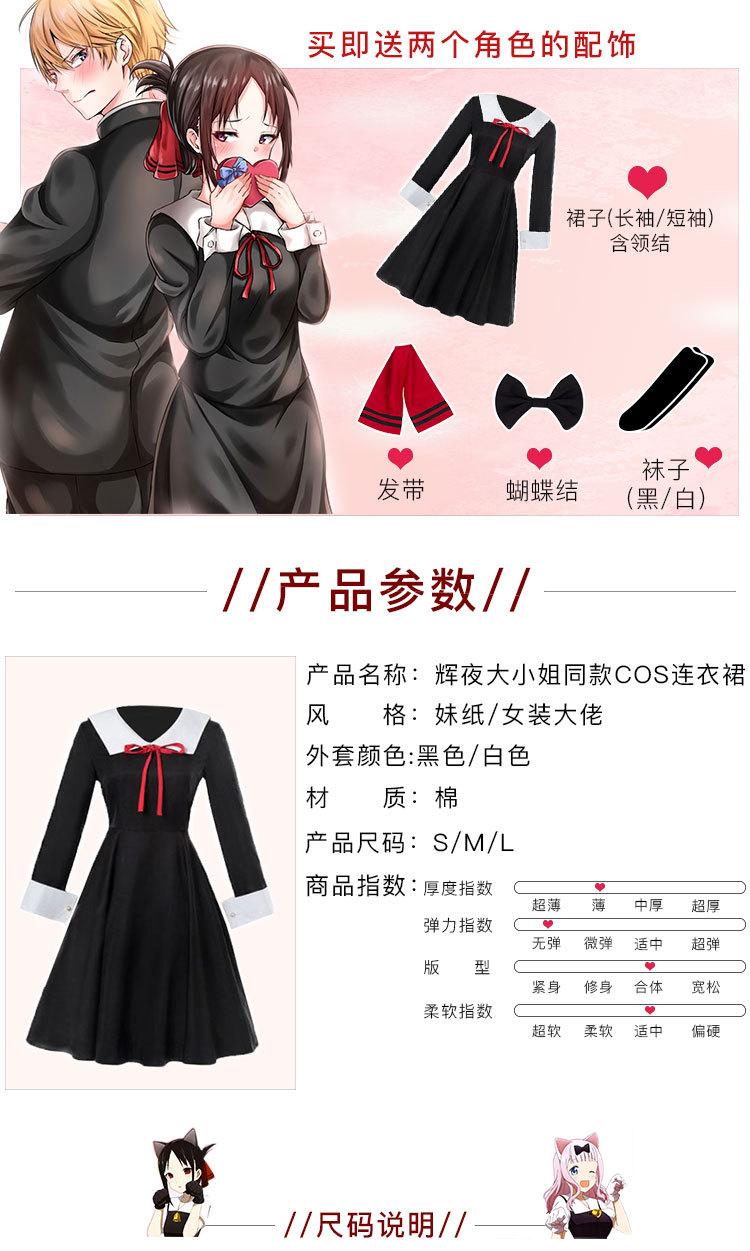 买即送两个角色的配饰
裙子(长袖/短袖)
含领结
发带
蝴蝶结
袜子
(黑/白)
//产品参数//
产品名称：辉夜大小姐同款COS连衣裙
风 格：妹纸/女装大佬
外套颜色:黑色/白色
材 质：棉
产品尺码：S/M/L
商品指数：厚度指数
超薄 薄 中厚 超厚
弹力指数
无弹 微弹 适中 超弹
版 型
紧身 修身 合体 宽松
柔软指数
超软 柔软 适中 偏硬
//尺码说明//